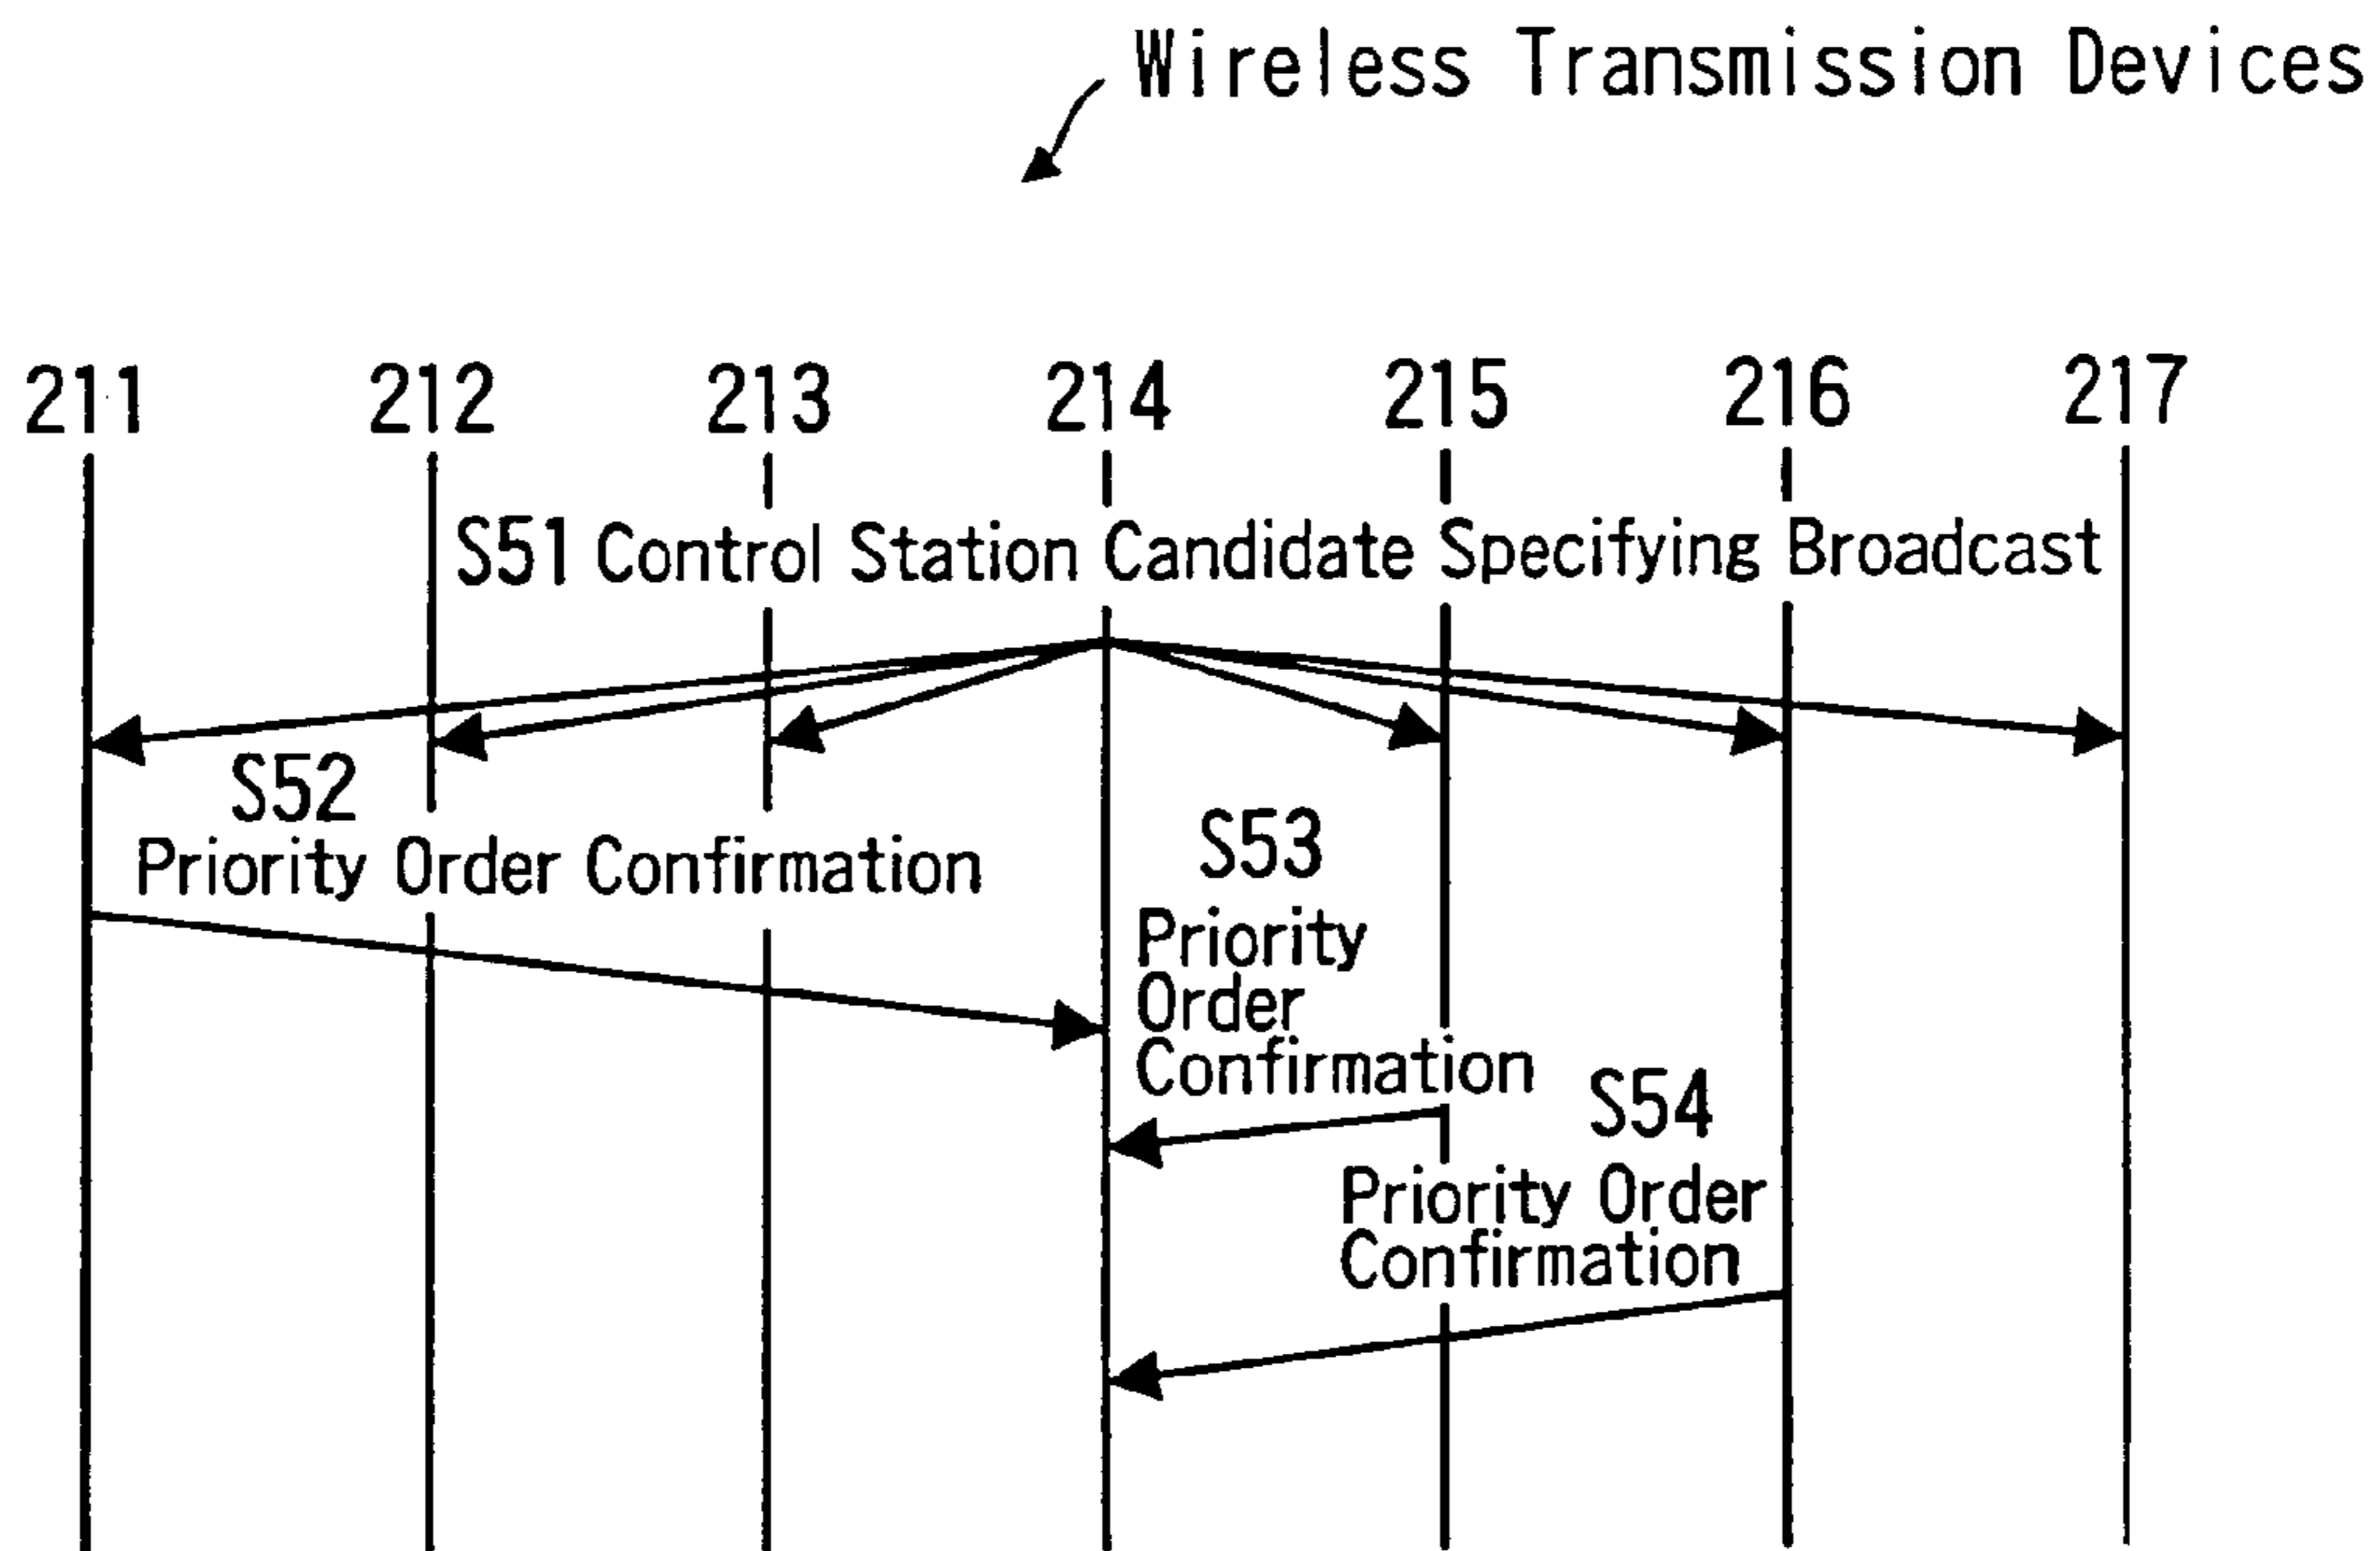 Wireless Transmission Devices
211 212 213 214 215 216 217
S51 Control Station Candidate Specifying Broadcast
S52
Priority Order Confirmation
S53
Priority
Order
Confirmation
S54
Priority Order
Confirmation